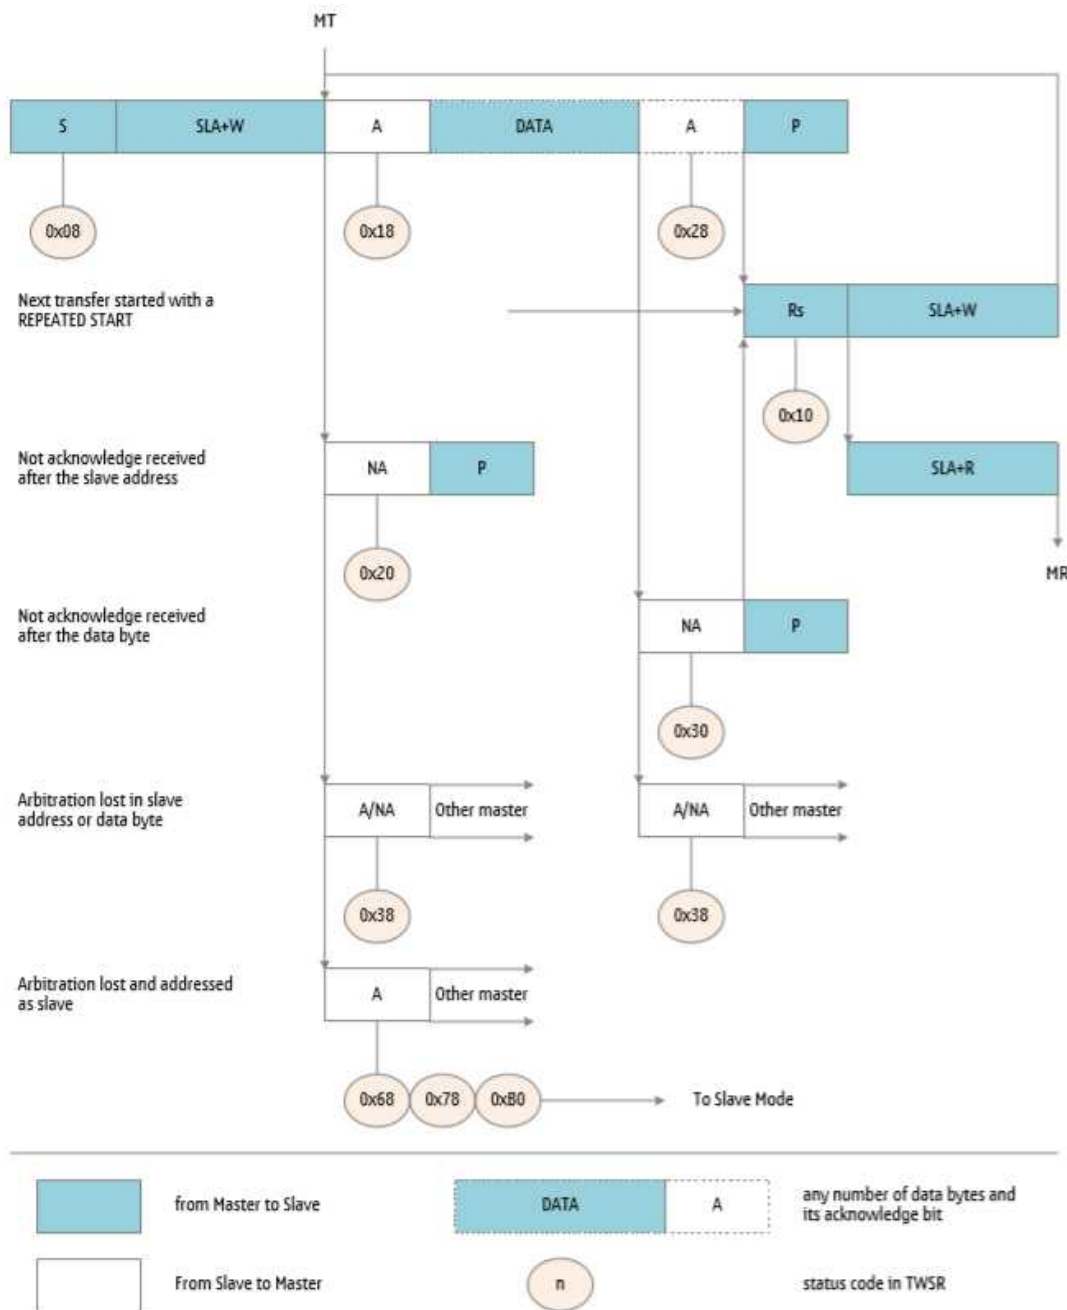 MT
S SLA+W A DATA A P
0x08 0x18 0x28
Next transfer started with a
REPEATED START
Rs SLA+W
0x10
Not acknowledge received
after the slave address
NA P
SLA+R
0x20
MR
Not acknowledge received
after the data byte
NA P
0x30
Arbitration lost in slave
address or data byte
A/NA Other master A/NA Other master
0x38 0x38
Arbitration lost and addressed
as slave
A Other master
0x68 0x78 0xB0 To Slave Mode
from Master to Slave
DATA A
any number of data bytes and
its acknowledge bit
From Slave to Master
n
status code in TWSR